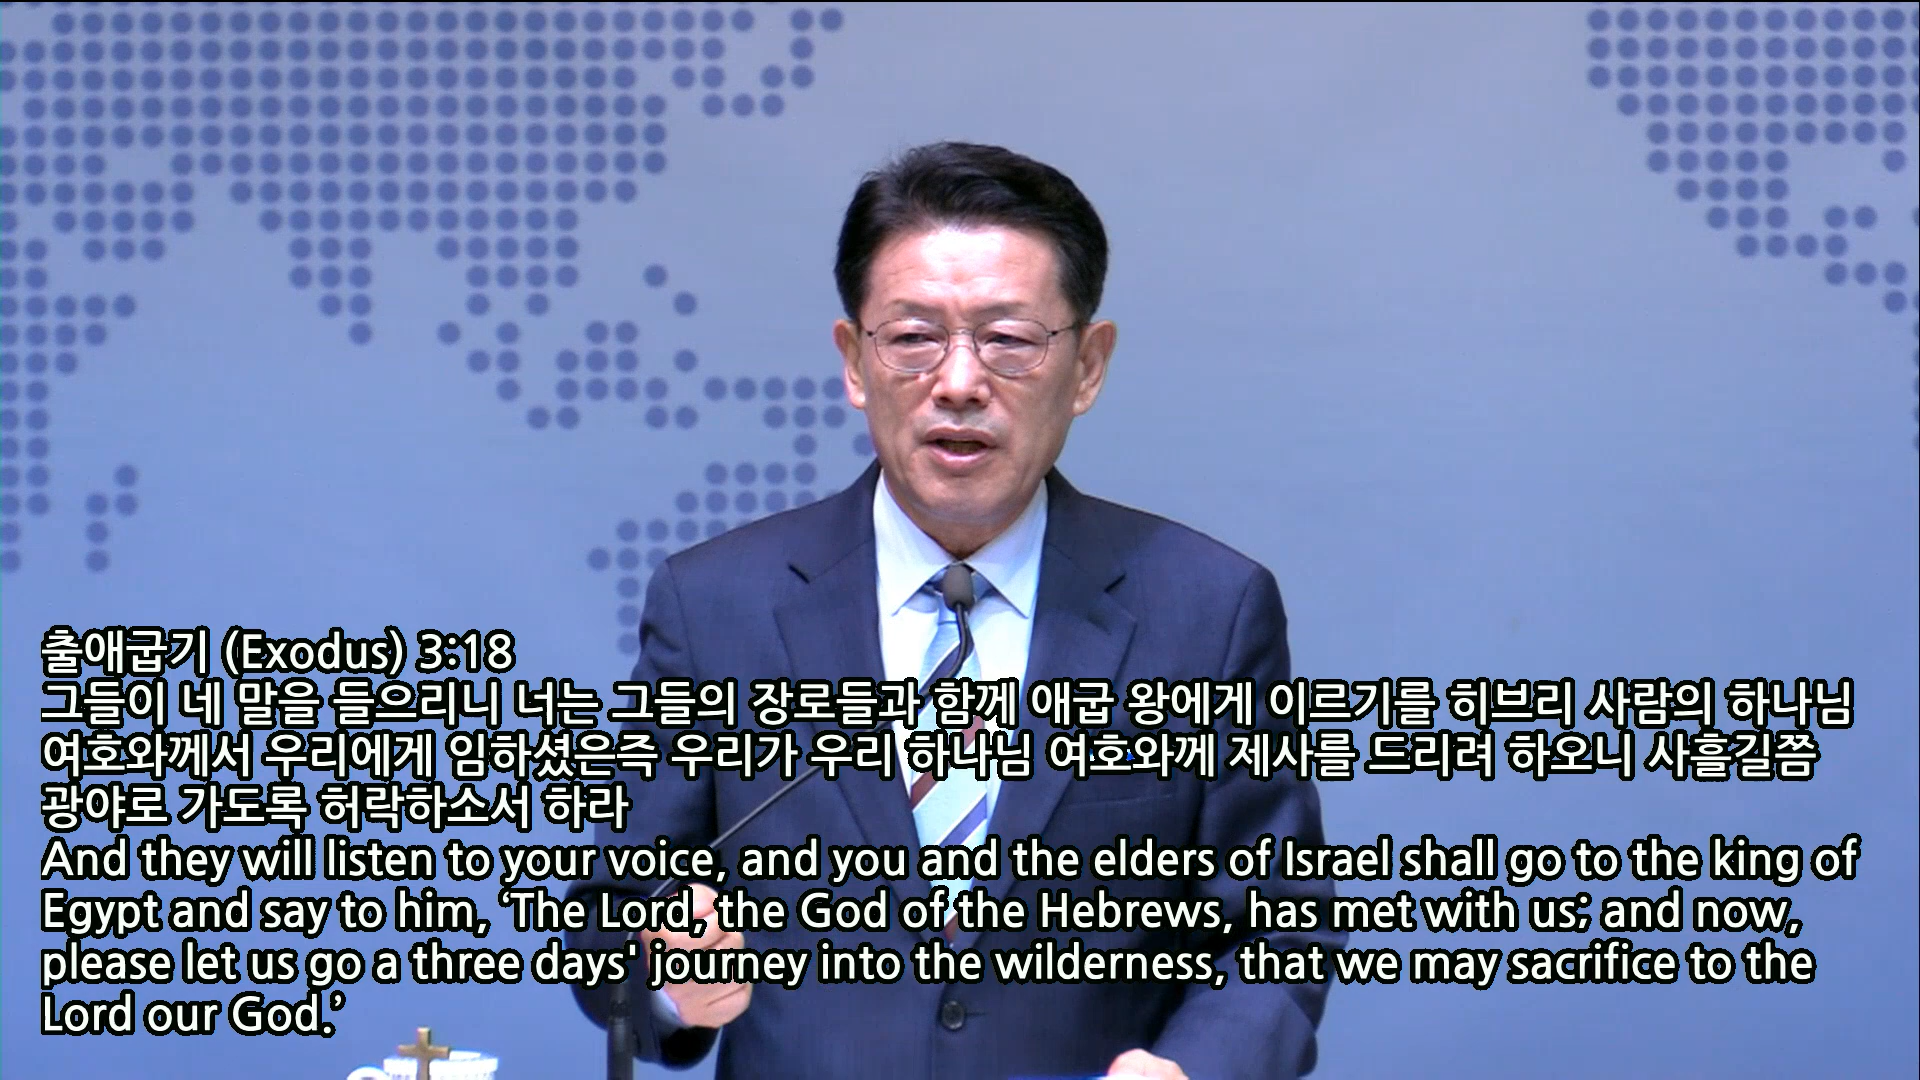 출애굽기 (Exodus) 3:18
그들이 네 말을 들으리니 너는 그들의 장로들과 함께 애굽 왕에게 이르기를 히브리 사람의 하나님
여호와께서 우리에게 임하셨은즉 우리가 우리 하나님 여호와께 제사를 드리려 하오니 사흘길쯤
광야로 가도록 허락하소서 하라
And they will listen to your voice, and you and the elders of Israel shall go to the king of
Egypt and say to him, ‘The Lord, the God of the Hebrews, has met with us; and now,
please let us go a three days' journey into the wilderness, that we may sacrifice to the
Lord our God.’